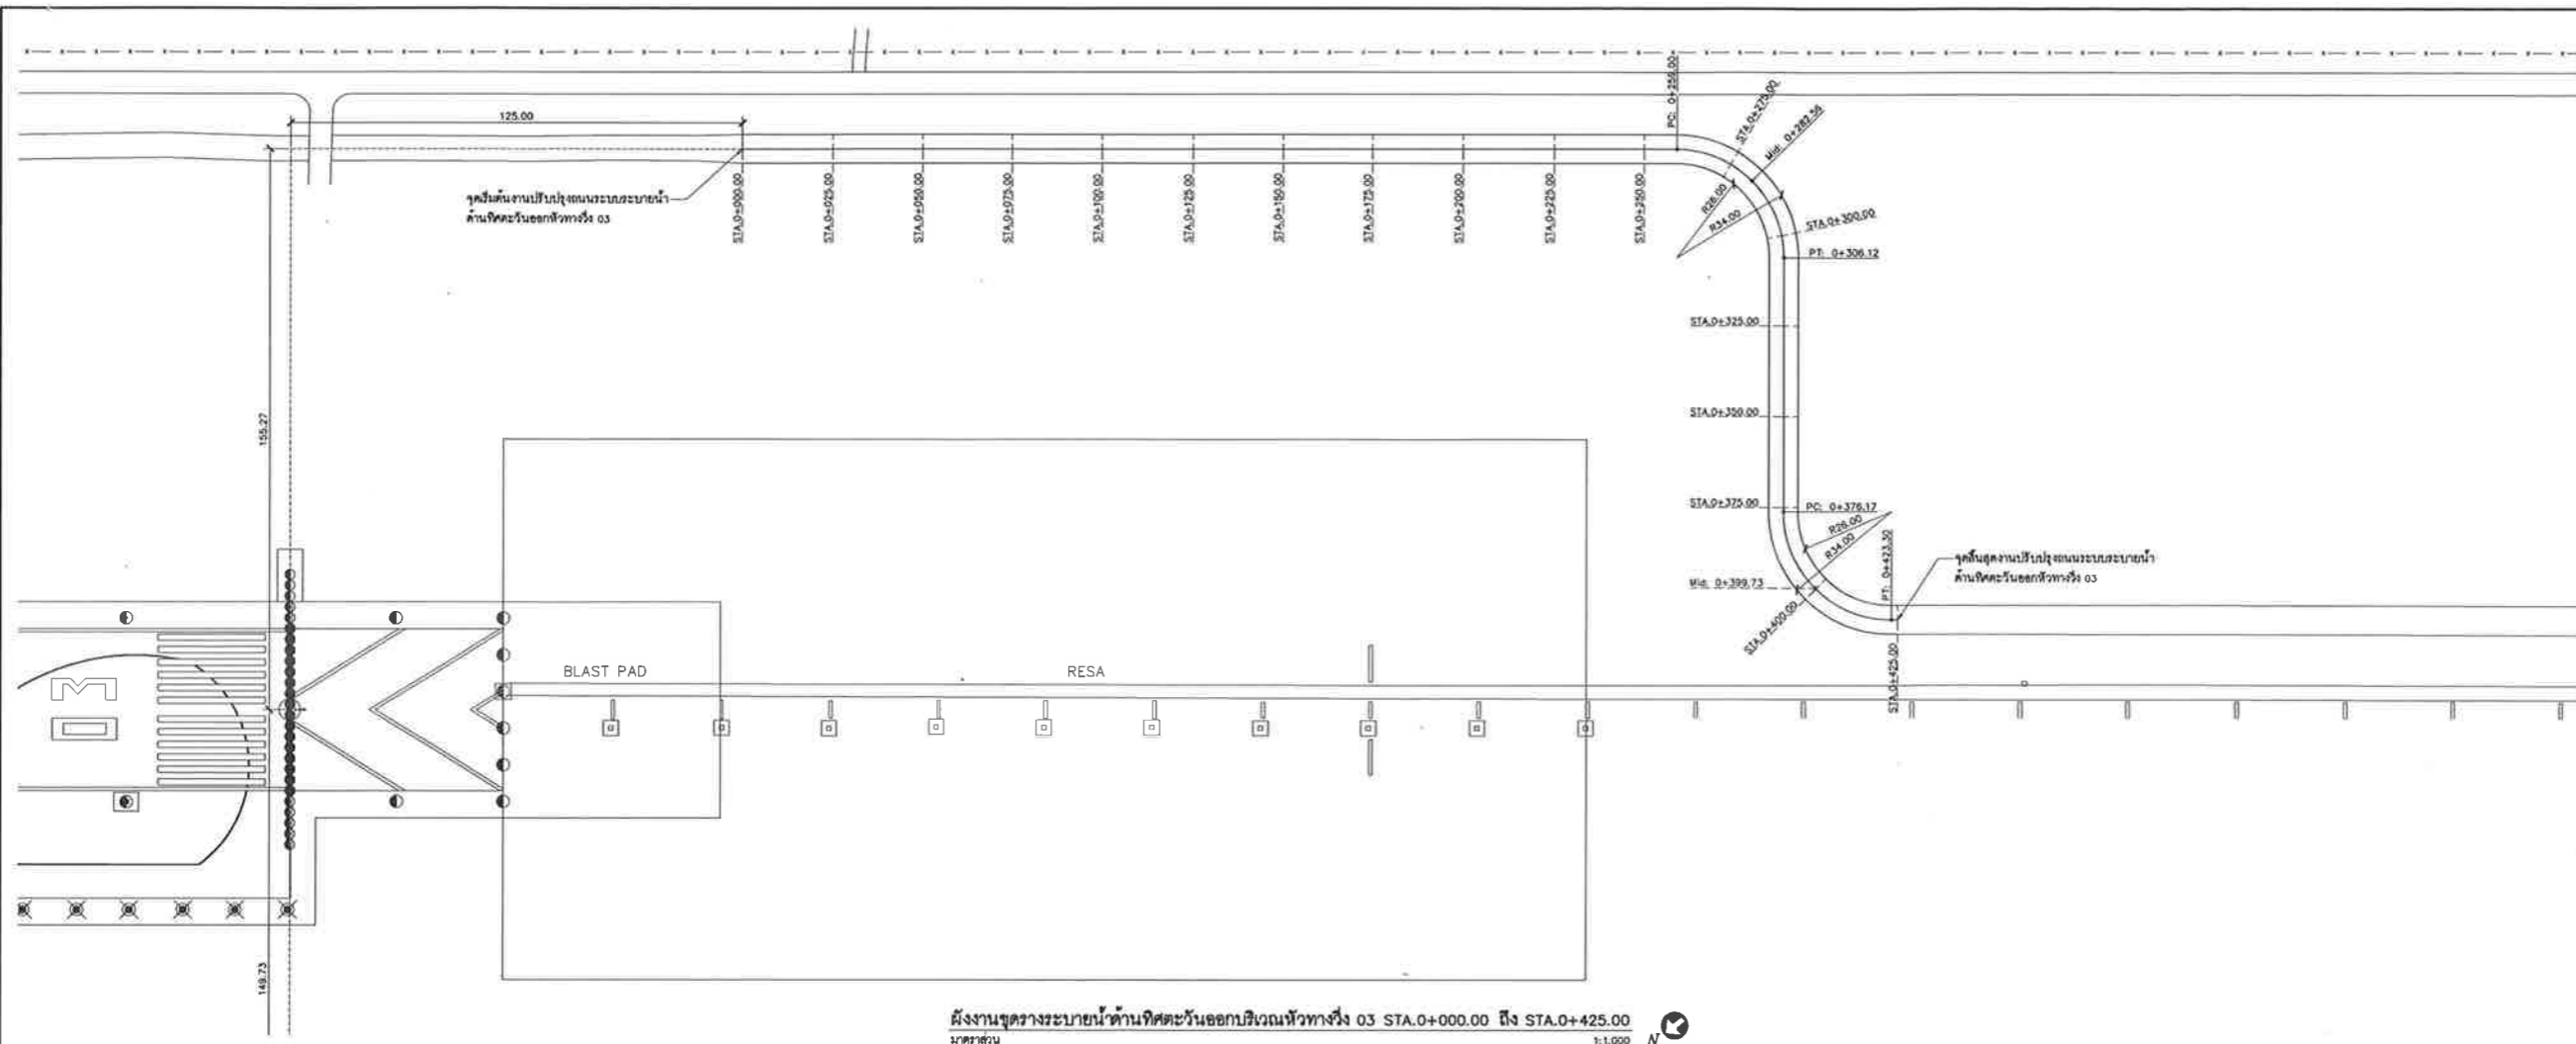 125.00
PC: 0+259.00
STA.0+275.00
Mid: 0+282.56
จุดเริ่มต้นงานปรับปรุงถนนระบบระบายน้ำ
ด้านทิศตะวันออกหัวทางวิ่ง 03
STA.0+000.00
STA.0+025.00
STA.0+050.00
STA.0+075.00
STA.0+100.00
STA.0+125.00
STA.0+150.00
STA.0+175.00
STA.0+200.00
STA.0+225.00
STA.0+250.00
R26.00
R34.00
STA.0+300.00
PT: 0+306.12
STA.0+325.00
155.27
STA.0+350.00
STA.0+375.00
PC: 0+376.17
R26.00
R34.00
PT: 0+423.30
จุดสิ้นสุดงานปรับปรุงถนนระบบระบายน้ำ
ด้านทิศตะวันออกหัวทางวิ่ง 03
Mid: 0+399.73
STA.0+400.00
STA.0+425.00
BLAST PAD
RESA
03
149.73
ผังงานขุดรางระบายน้ำด้านทิศตะวันออกบริเวณหัวทางวิ่ง 03 STA.0+000.00 ถึง STA.0+425.00
มาตราส่วน 1:1,000
N